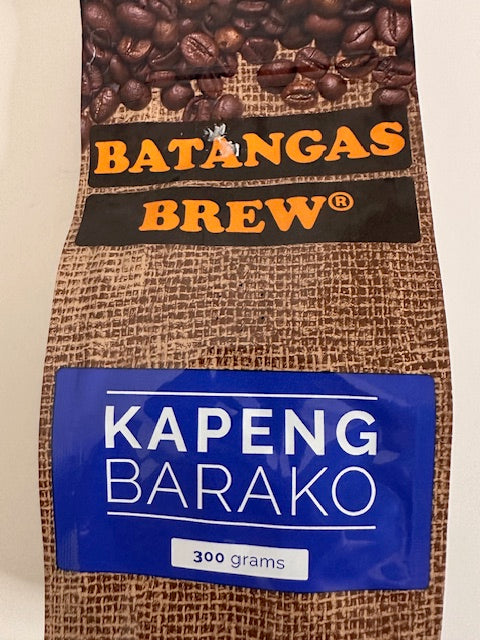 BATANGAS
BREW®
KAPENG
BARAKO
300 grams